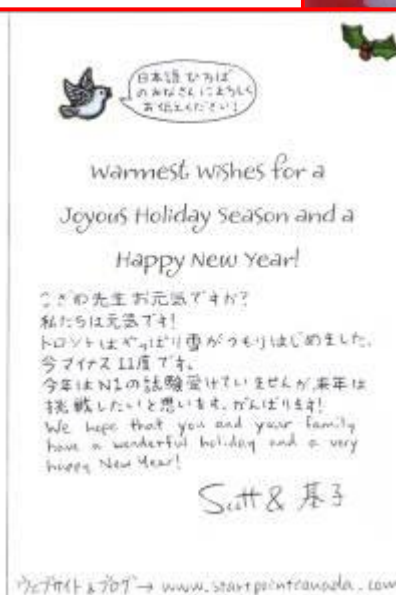 日本語ひろば
のみなさんによろしく
お伝えください!
Warmest Wishes for a
Joyous Holiday Season and a
Happy New Year!
先生お元気ですか?
私たちは元気です!
トロントはやっぱり雪がつもりはじめました。
今マイナス11度です。
今年はN1の試験受けていませんが、来年は
挑戦したいと思います。がんばります!
We hope that you and your family
have a wonderful holiday and a very
happy New Year!
Scott & 基子
ウェブサイト&ブログ→ www.startpointcanada.com